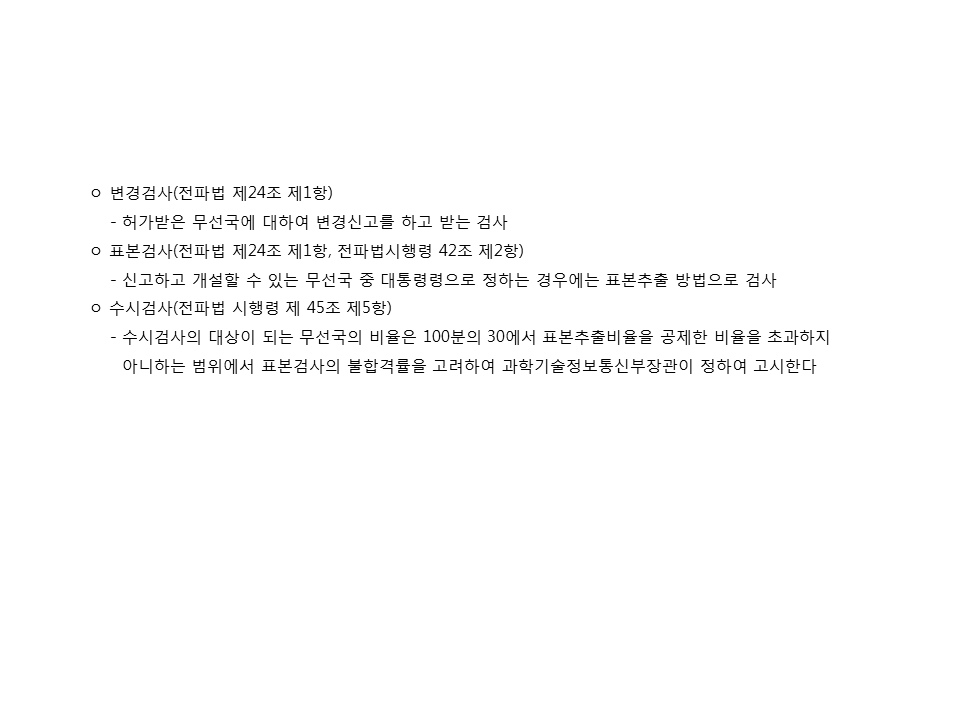 ㅇ 변경검사(전파법 제24조 제1항)
- 허가받은 무선국에 대하여 변경신고를 하고 받는 검사
ㅇ 표본검사(전파법 제24조 제1항, 전파법시행령 42조 제2항)
- 신고하고 개설할 수 있는 무선국 중 대통령령으로 정하는 경우에는 표본추출 방법으로 검사
ㅇ 수시검사(전파법 시행령 제 45조 제5항)
- 수시검사의 대상이 되는 무선국의 비율은 100분의 30에서 표본추출비율을 공제한 비율을 초과하지
아니하는 범위에서 표본검사의 불합격률을 고려하여 과학기술정보통신부장관이 정하여 고시한다